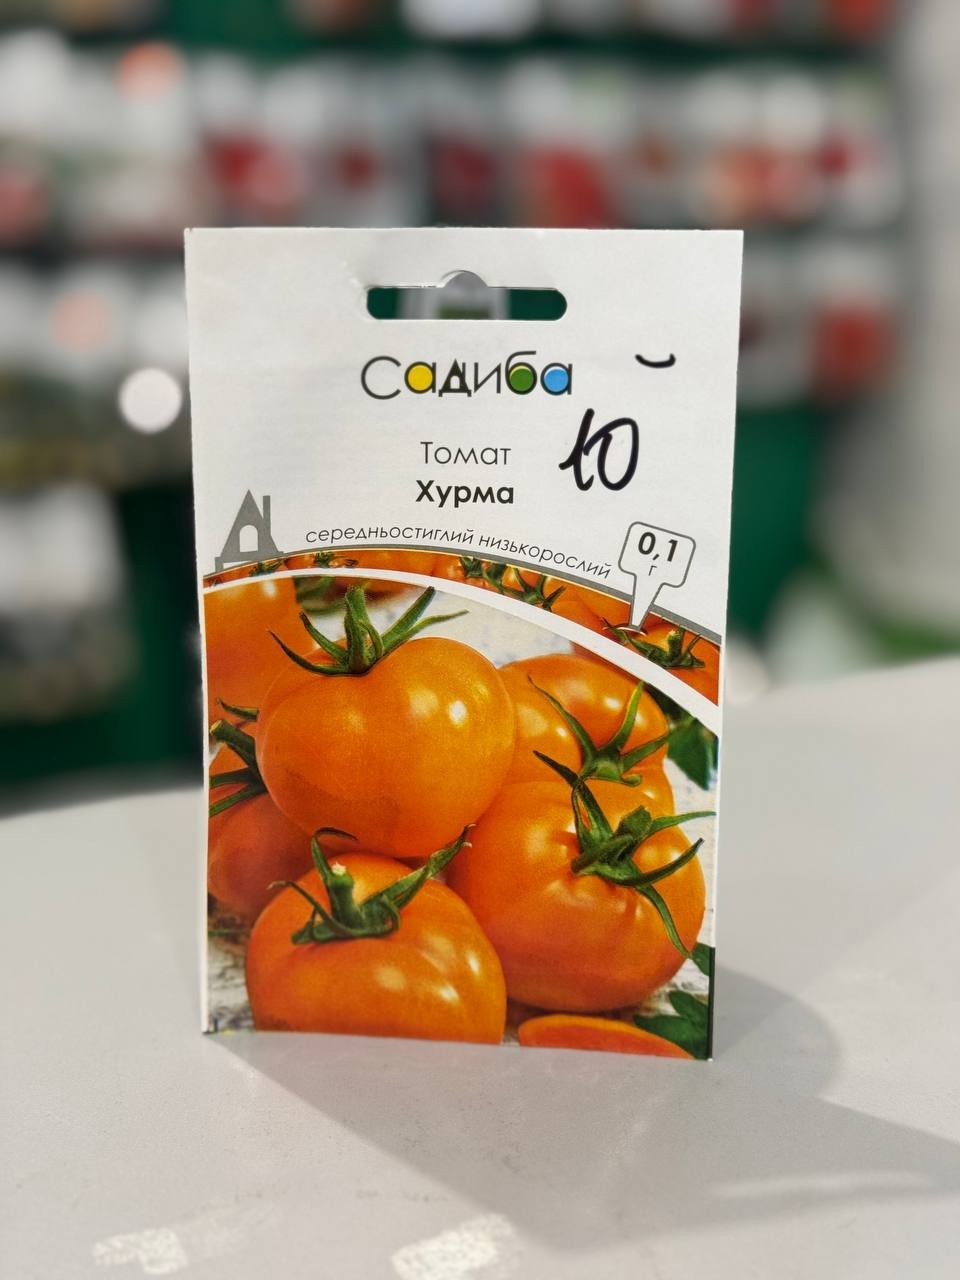 Садиба
Томат
Хурма
10
середньостиглий низькорослий
0,1
г